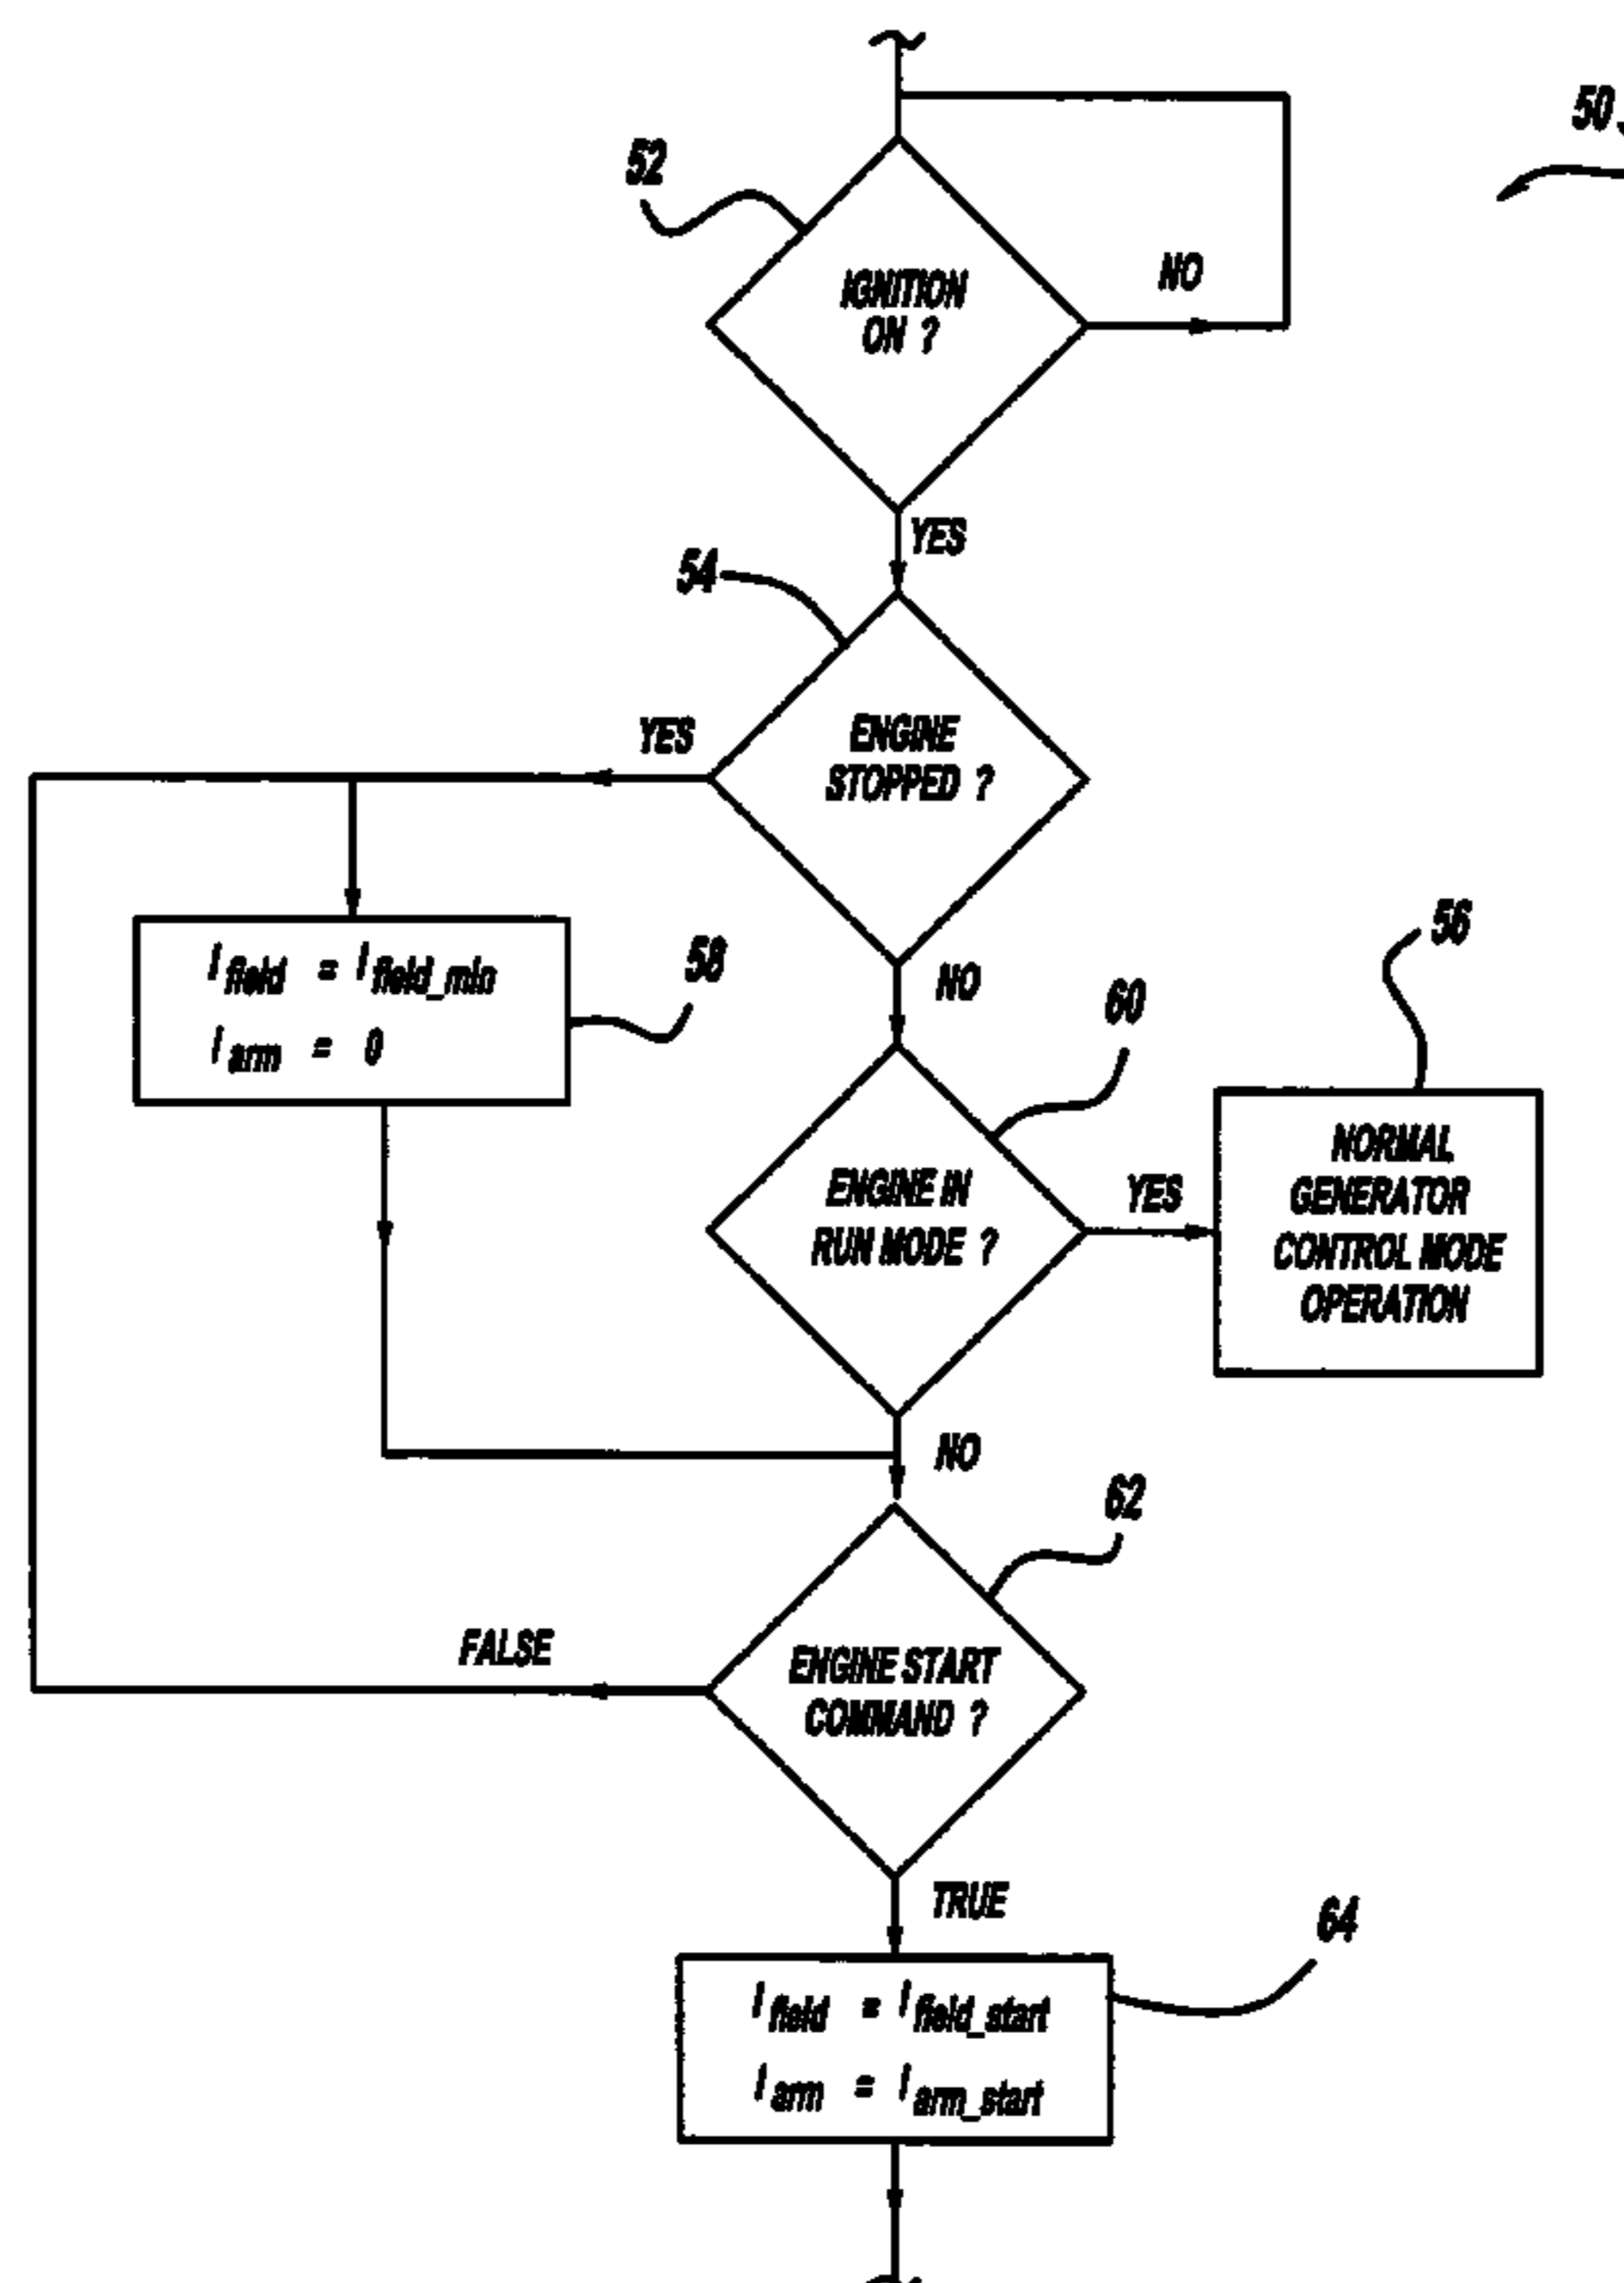 50
52
IGNITION
ON ?
NO
YES
54
ENGINE
STOPPED ?
YES
NO
I field = I field_min
I arm = 0
58
60
56
ENGINE IN
RUN MODE ?
YES
NORMAL
GENERATOR
CONTROL MODE
OPERATION
NO
62
ENGINE START
COMMAND ?
FALSE
TRUE
64
I field = I field_start
I arm = I arm_start